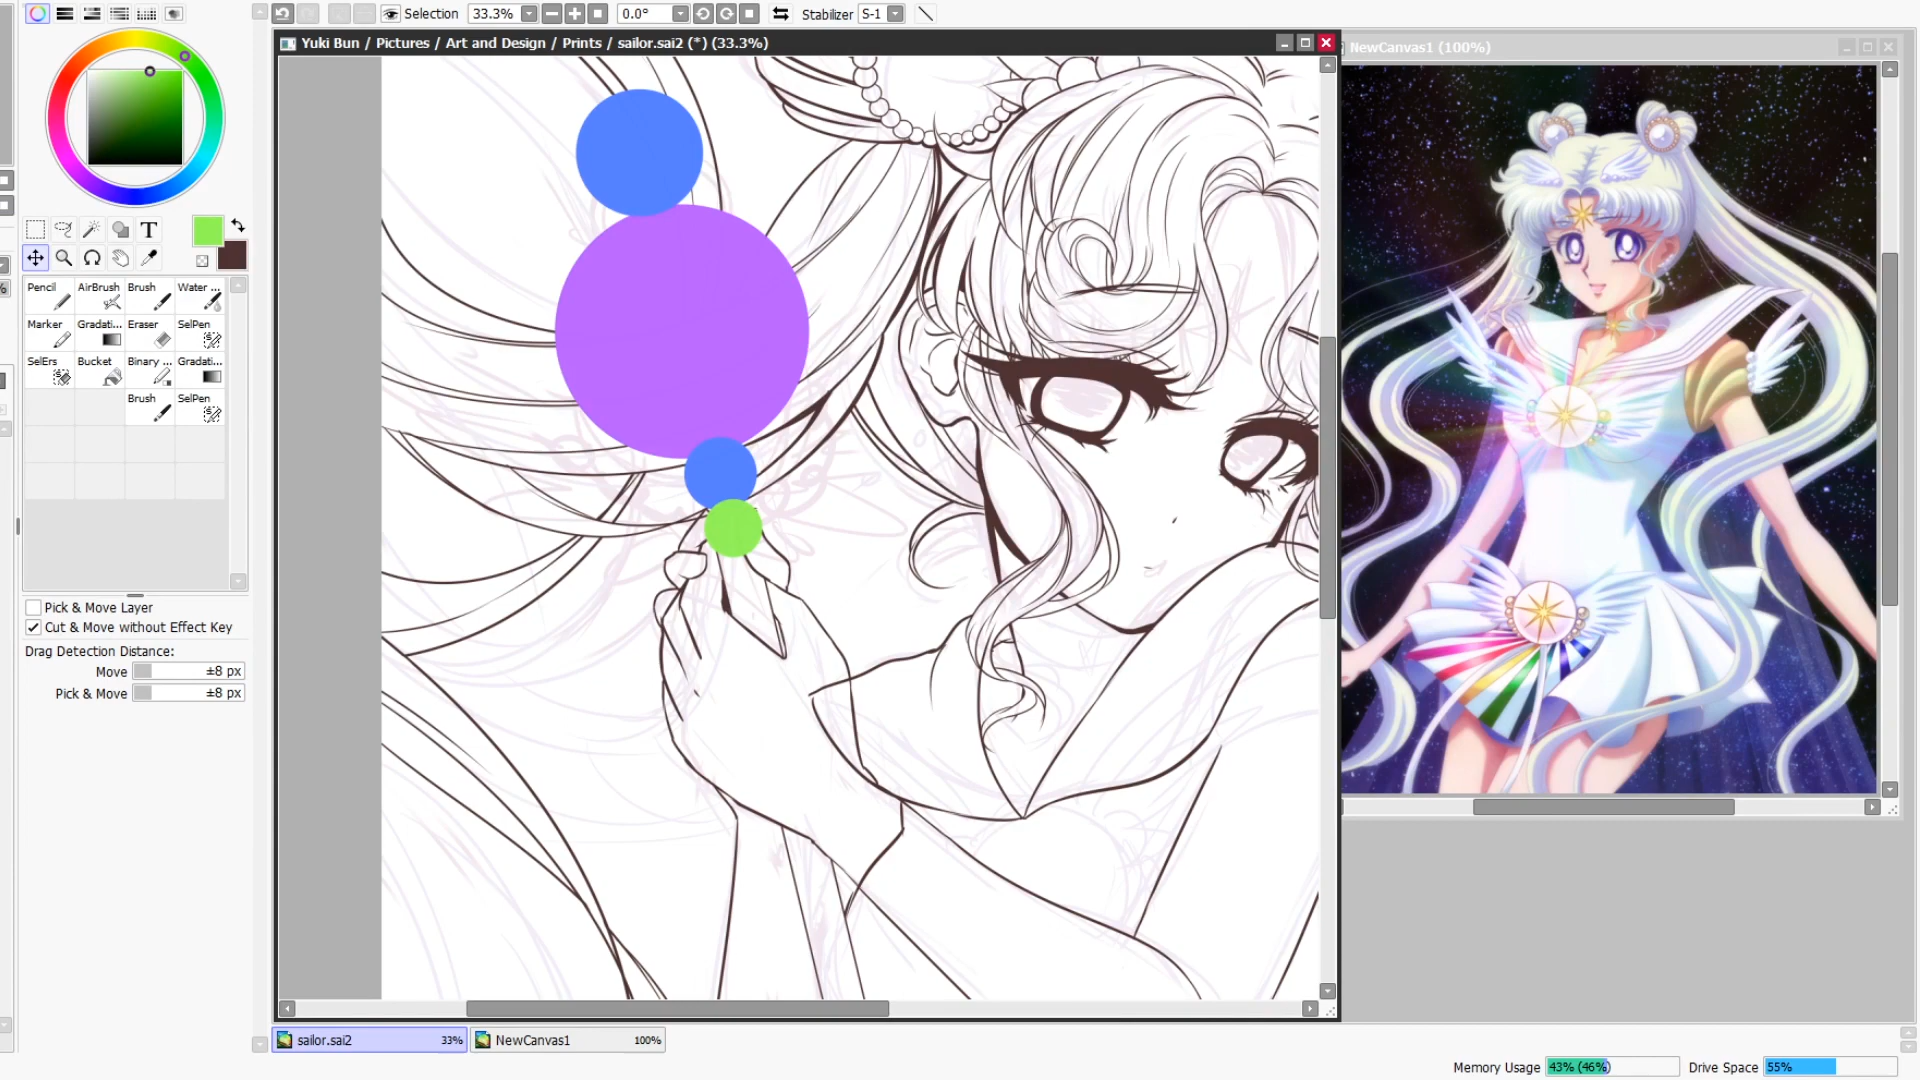 Selection 33.3% 0.0° Stabilizer S-1
Yuki Bun / Pictures / Art and Design / Prints / sailor.sai2 (*) (33.3%)
NewCanvas1 (100%)
T
Pencil AirBrush Brush Water ...
Marker Gradati... Eraser SelPen
SelErs Bucket Binary ... Gradati...
Brush SelPen
%
Pick & Move Layer
Cut & Move without Effect Key
Drag Detection Distance:
Move ±8 px
Pick & Move ±8 px
sailor.sai2 33% NewCanvas1 100%
Memory Usage 43% (46%) Drive Space 55%